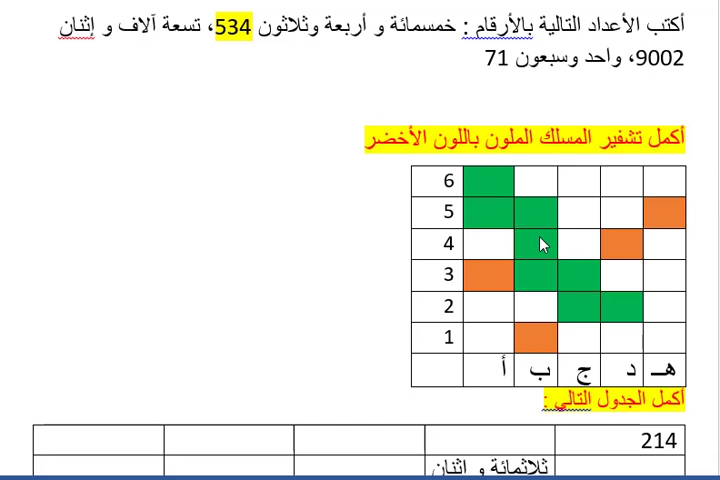 أكتب الأعداد التالية بالأرقام : خمسمائة و أربعة وثلاثون 534، تسعة آلاف و إثنان
9002، واحد وسبعون 71
أكمل تشفير المسلك الملون باللون الأخضر
6
5
4
3
2
1
أ ب ج د هـ
أكمل الجدول التالي :
214
ثلاثمائة و اثنان